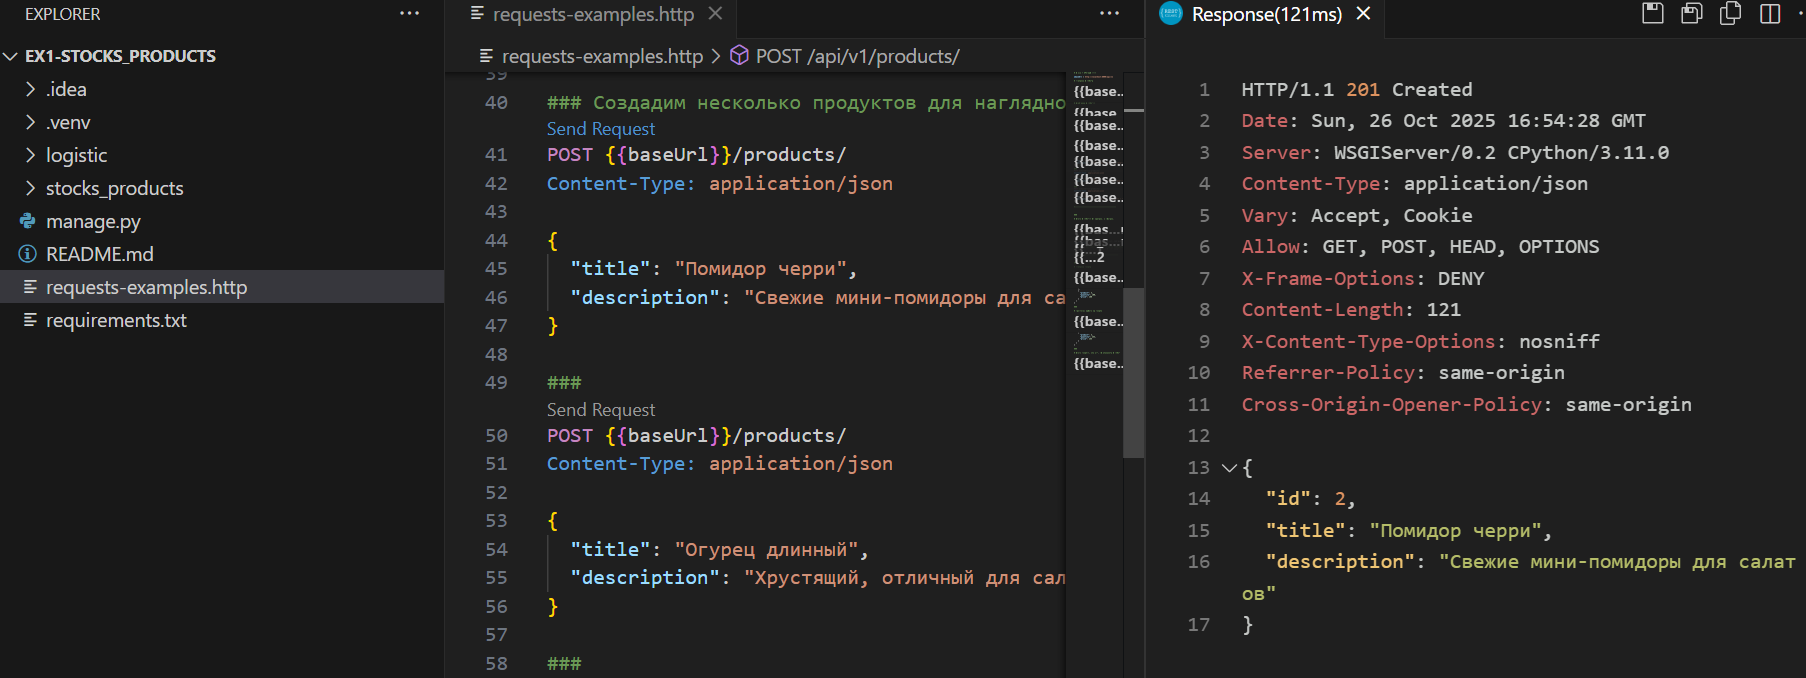 EXPLORER
EX1-STOCKS_PRODUCTS
.idea
.venv
logistic
stocks_products
manage.py
README.md
requests-examples.http
requirements.txt
requests-examples.http
requests-examples.http > POST /api/v1/products/
39
40 ### Создадим несколько продуктов для наглядно
Send Request
41 POST {{baseUrl}}/products/
42 Content-Type: application/json
43
44 {
45 "title": "Помидор черри",
46 "description": "Свежие мини-помидоры для са
47 }
48
49 ###
Send Request
50 POST {{baseUrl}}/products/
51 Content-Type: application/json
52
53 {
54 "title": "Огурец длинный",
55 "description": "Хрустящий, отличный для сал
56 }
57
58 ###
{{base...
{{base
{{base...
{{base...
{{base...
{{base...
{{base...
{{bas...
{{bas...
{{...2
{{base...
{{base...
{{base...
Response(121ms)
1 HTTP/1.1 201 Created
2 Date: Sun, 26 Oct 2025 16:54:28 GMT
3 Server: WSGIServer/0.2 CPython/3.11.0
4 Content-Type: application/json
5 Vary: Accept, Cookie
6 Allow: GET, POST, HEAD, OPTIONS
7 X-Frame-Options: DENY
8 Content-Length: 121
9 X-Content-Type-Options: nosniff
10 Referrer-Policy: same-origin
11 Cross-Origin-Opener-Policy: same-origin
12
13 {
14 "id": 2,
15 "title": "Помидор черри",
16 "description": "Свежие мини-помидоры для салат
ов"
17 }